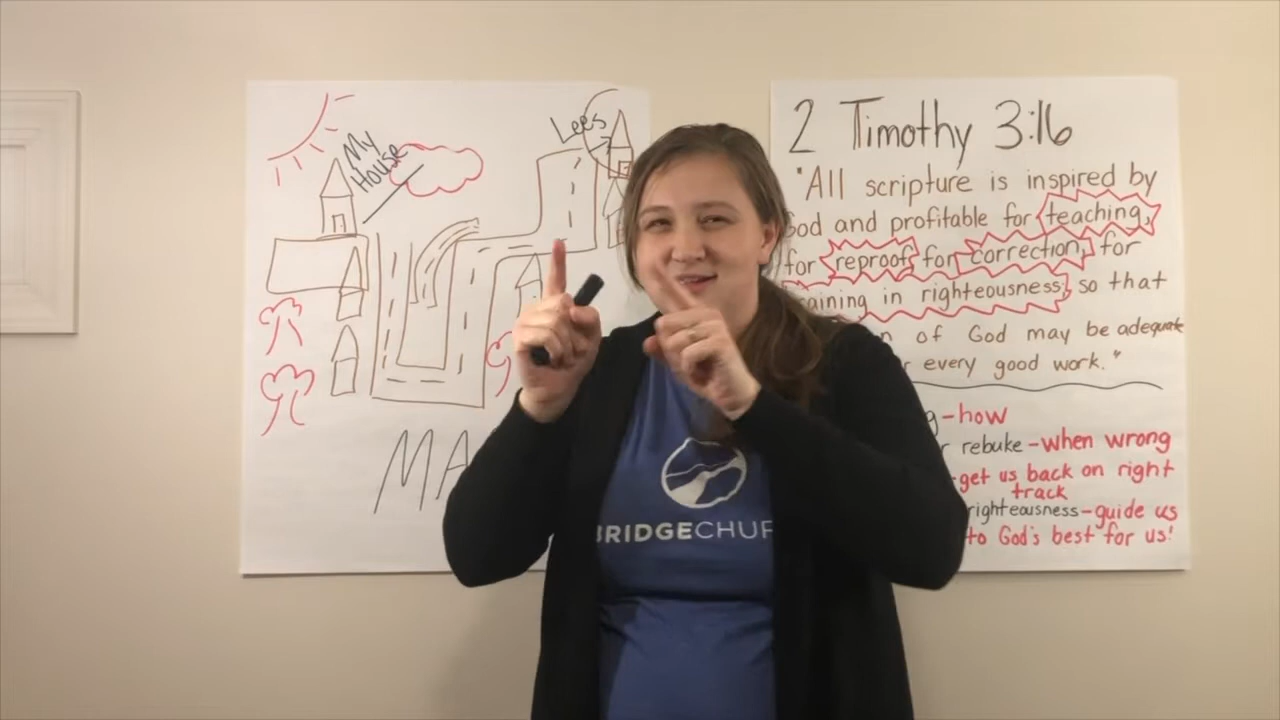 My
House
Lees
MA
2 Timothy 3:16
"All scripture is inspired by
God and profitable for teaching,
for reproof for correction, for
raining in righteousness, so that
of God may be adequate
every good work."
g-how
r rebuke-when wrong
-get us back on right
track
righteousness-guide us
to God's best for us!
BRIDGECHUR